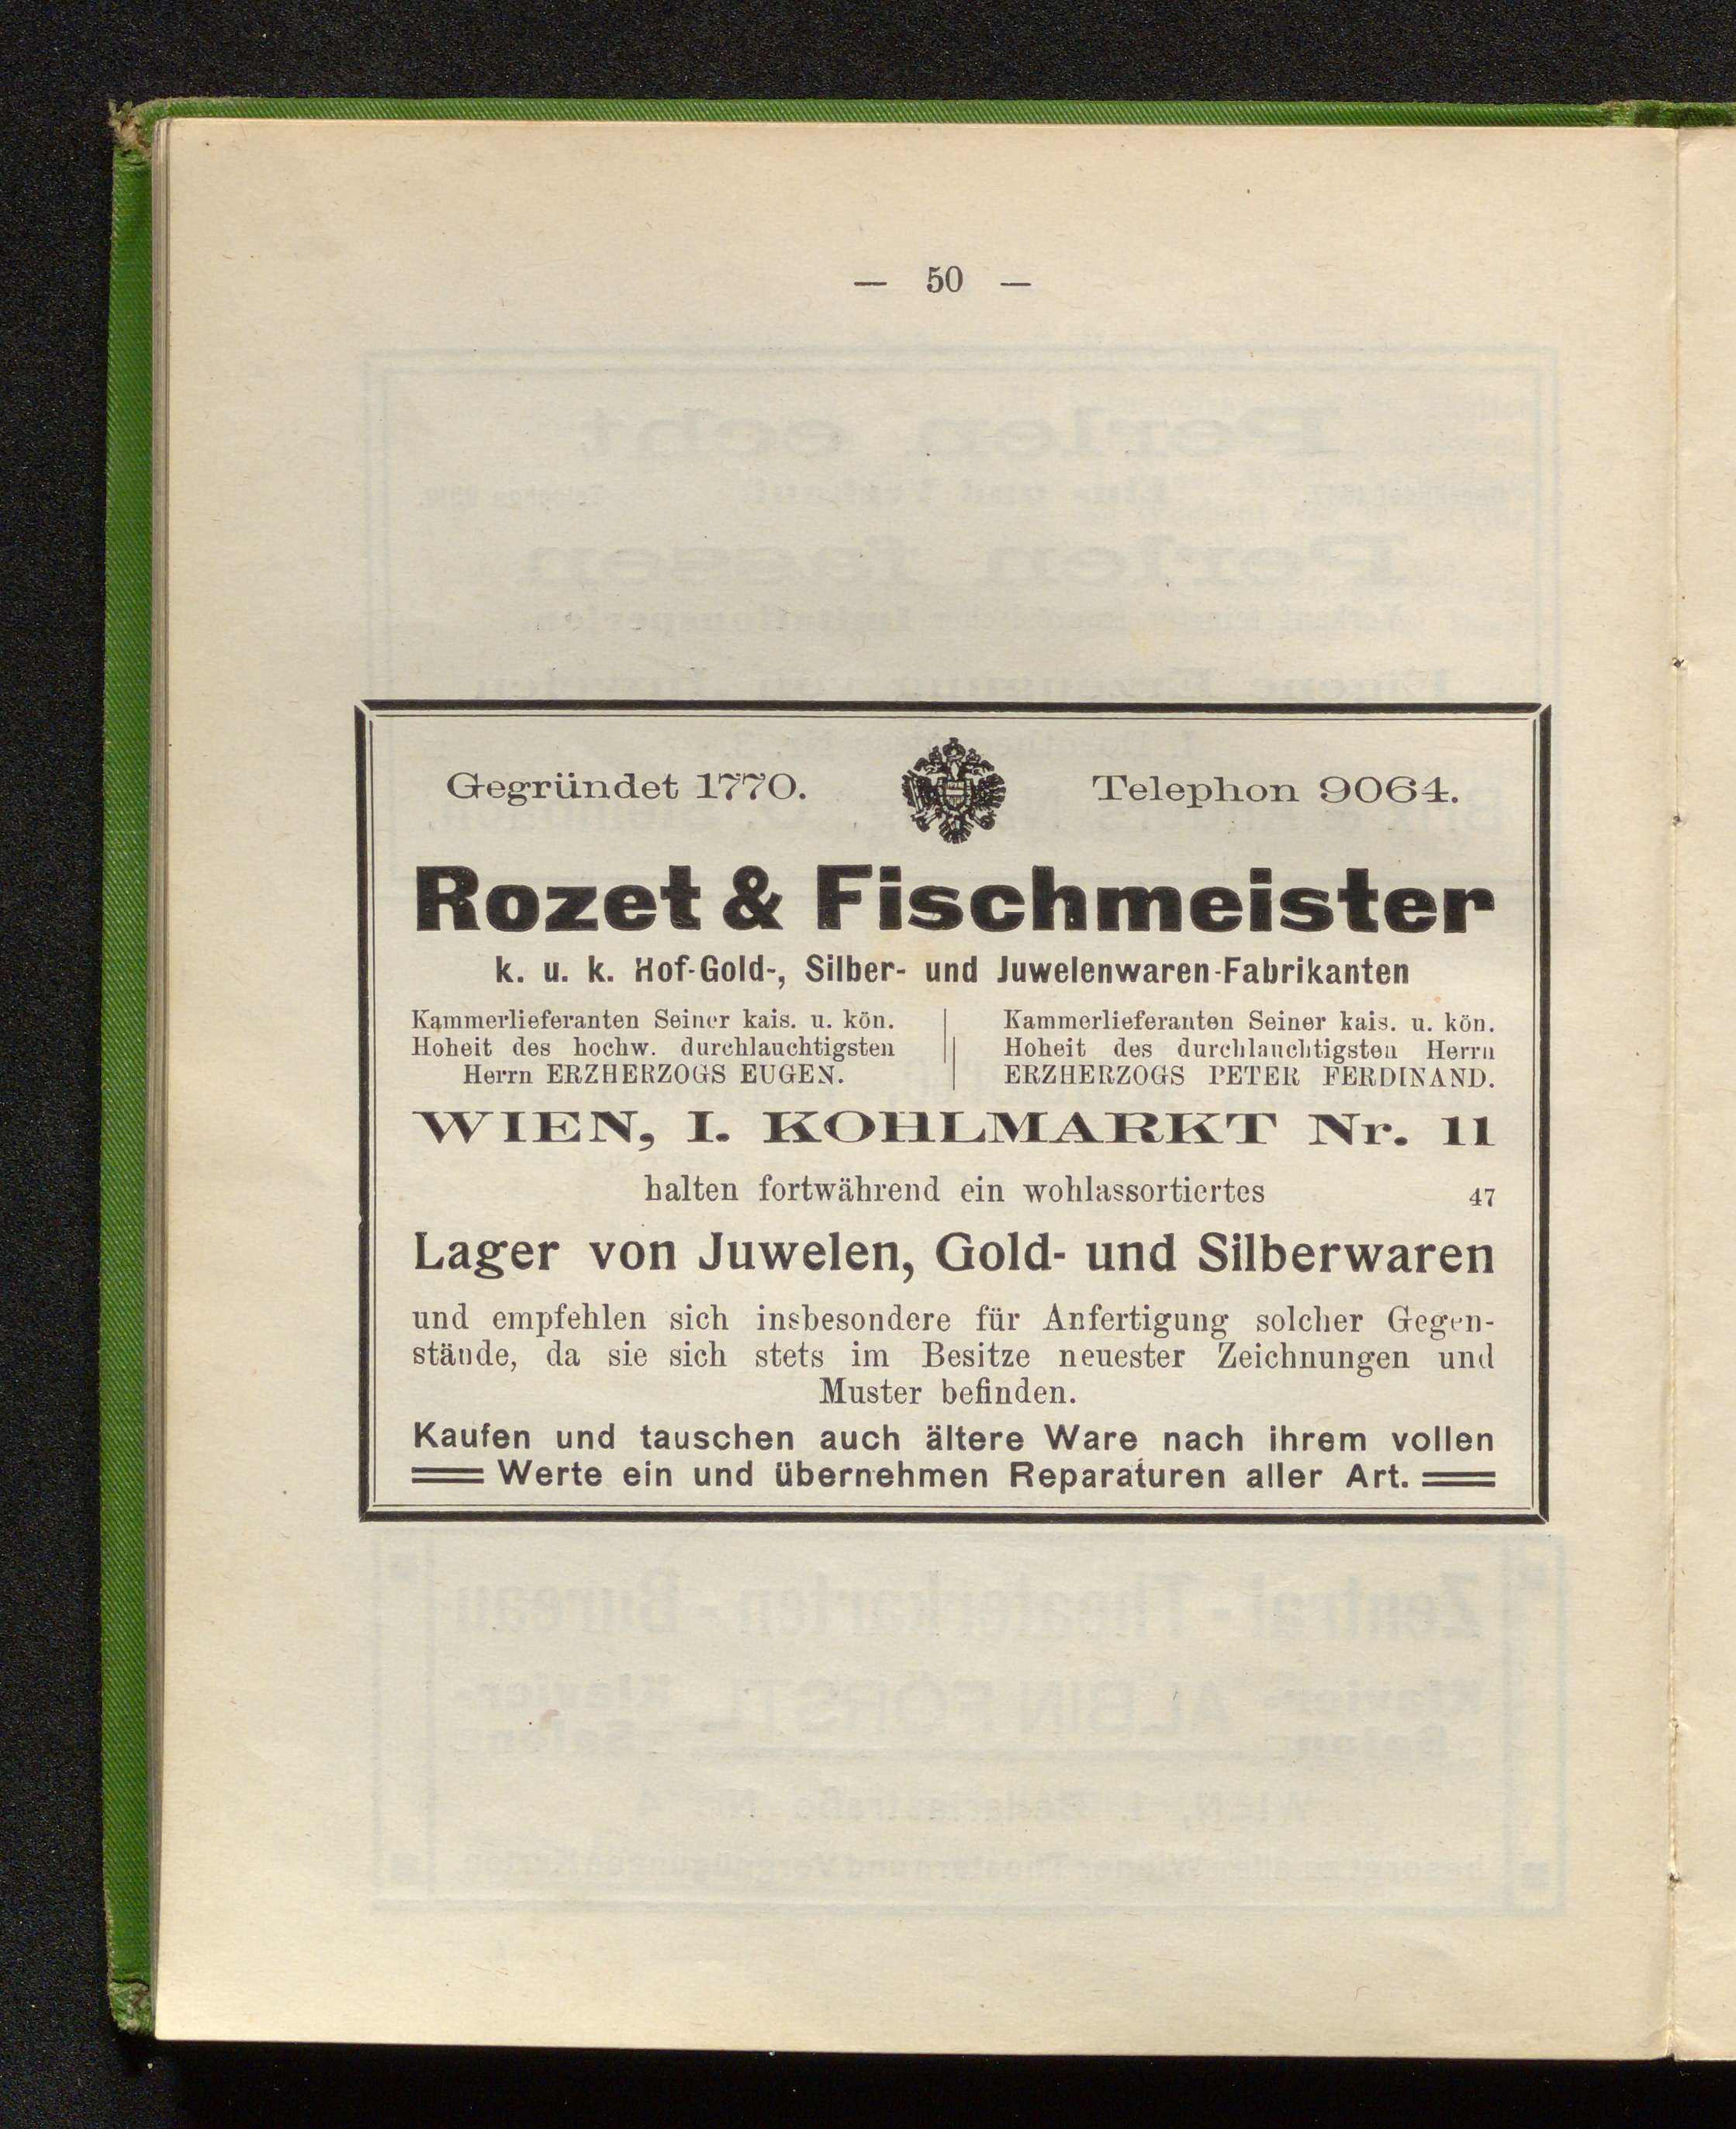 — 50 —
Gegründet 1770. Telephon 9064.
Rozet & Fischmeister
k. u. k. Hof-Gold-, Silber- und Juwelenwaren-Fabrikanten
Kammerlieferanten Seiner kais. u. kön.
Hoheit des hochw. durchlauchtigsten
Herrn ERZHERZOGS EUGEN.
Kammerlieferanten Seiner kais. u. kön.
Hoheit des durchlauchtigsten Herrn
ERZHERZOGS PETER FERDINAND.
WIEN, I. KOHLMARKT Nr. 11
halten fortwährend ein wohlassortiertes 47
Lager von Juwelen, Gold- und Silberwaren
und empfehlen sich insbesondere für Anfertigung solcher Gegen-
stände, da sie sich stets im Besitze neuester Zeichnungen und
Muster befinden.
Kaufen und tauschen auch ältere Ware nach ihrem vollen
Werte ein und übernehmen Reparaturen aller Art.